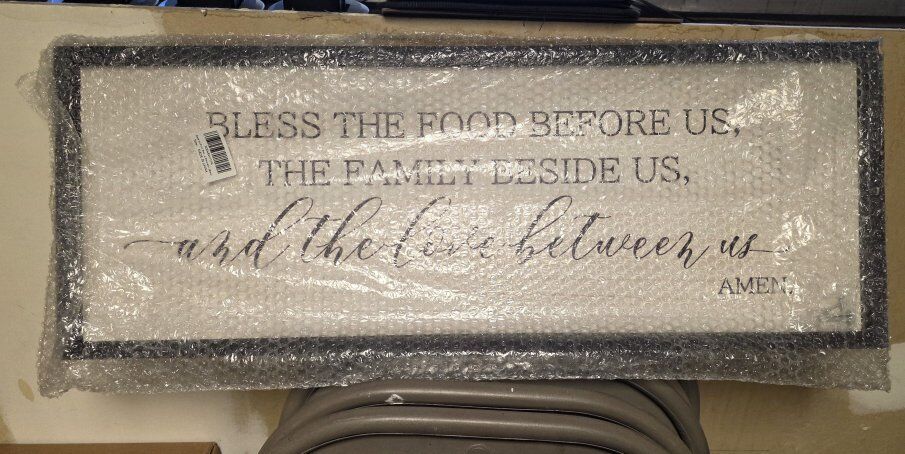 BLESS THE FOOD BEFORE US,
THE FAMILY BESIDE US,
and the love between us
AMEN.